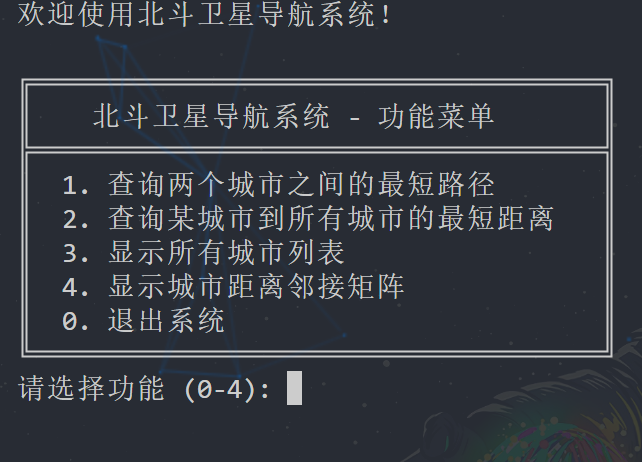 欢迎使用北斗卫星导航系统!
北斗卫星导航系统 - 功能菜单
1. 查询两个城市之间的最短路径
2. 查询某城市到所有城市的最短距离
3. 显示所有城市列表
4. 显示城市距离邻接矩阵
0. 退出系统
请选择功能 (0-4):